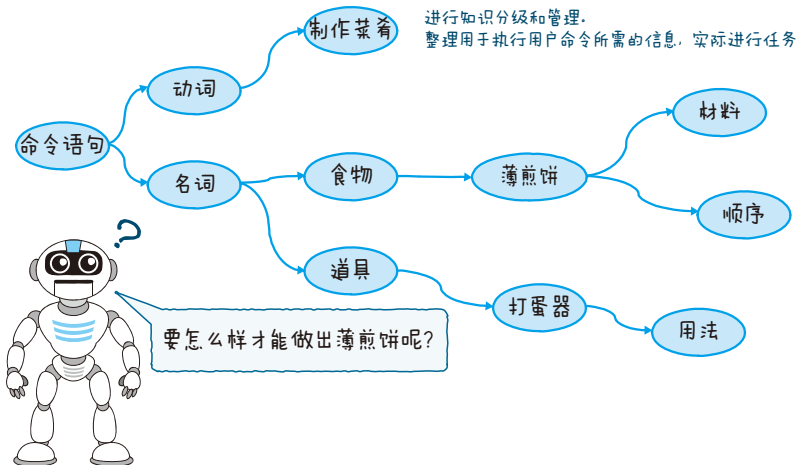 进行知识分级和管理.
整理用于执行用户命令所需的信息, 实际进行任务
制作菜肴
动词
命令语句
名词
食物
薄煎饼
材料
顺序
道具
打蛋器
用法
要怎么样才能做出薄煎饼呢?
?